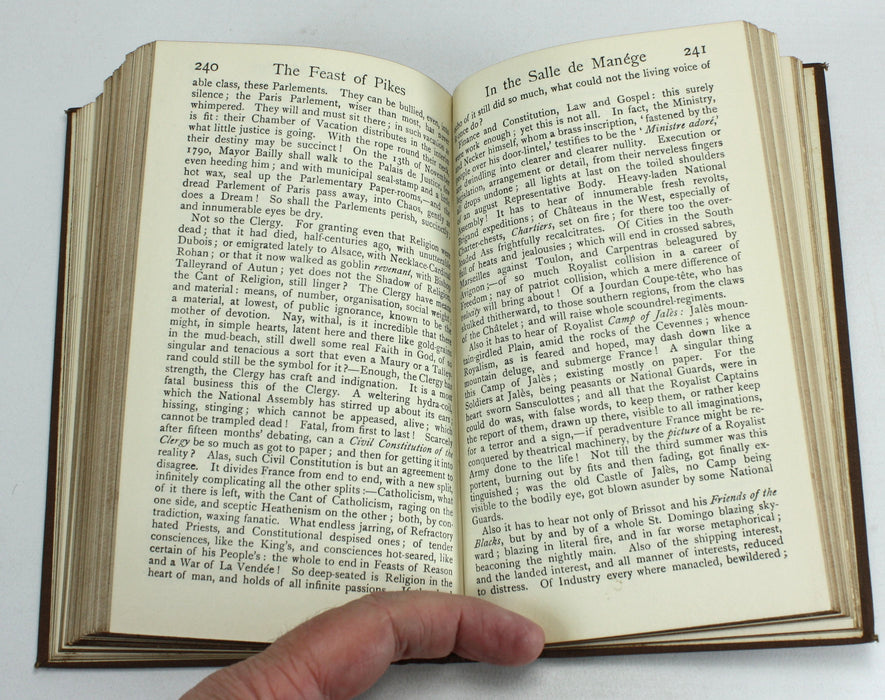 240
The Feast of Pikes
able class, these Parlements. They can be bullied, even, into
silence; the Paris Parlement, wiser than most, has
whimpered. They will and must sit there; in such vacation
is fit: their Chamber of Vacation distributes in the interim
what little justice is going. With the rope round their
their destiny may be succinct! On the 13th of November
1790, Mayor Bailly shall walk to the Palais de Justice, few
even heeding him; and with municipal seal-stamp and a little
hot wax, seal up the Parlementary Paper-rooms,—and the
dread Parlement of Paris pass away, into Chaos, gently as
does a Dream! So shall the Parlements perish, succinctly;
and innumerable eyes be dry.
Not so the Clergy. For granting even that Religion were
dead; that it had died, half-centuries ago, with unutterable
Dubois; or emigrated lately to Alsace, with Necklace-Cardinal
Rohan; or that it now walked as goblin revenant, with Bishop
Talleyrand of Autun; yet does not the Shadow of Religion,
the Cant of Religion, still linger? The Clergy have means
and material: means, of number, organisation, social weight;
a material, at lowest, of public ignorance, known to be the
mother of devotion. Nay, withal, is it incredible that there
might, in simple hearts, latent here and there like gold-grains
in the mud-beach, still dwell some real Faith in God, of so
singular and tenacious a sort that even a Maury or a Talley-
rand could still be the symbol for it?—Enough, the Clergy has
strength, the Clergy has craft and indignation. It is a most
fatal business this of the Clergy. A weltering hydra-coil,
which the National Assembly has stirred up about its ears;
hissing, stinging; which cannot be appeased, alive; which
cannot be trampled dead! Fatal, from first to last! Scarcely
after fifteen months' debating, can a Civil Constitution of the
Clergy be so much as got to paper; and then for getting it into
reality? Alas, such Civil Constitution is but an agreement to
disagree. It divides France from end to end, with a new split,
infinitely complicating all the other splits:—Catholicism, what
of it there is left, with the Cant of Catholicism, raging on the
one side, and sceptic Heathenism on the other; both, by con-
tradiction, waxing fanatic. What endless jarring, of Refractory
hated Priests, and Constitutional despised ones; of tender
consciences, like the King's, and consciences hot-seared, like
certain of his People's: the whole to end in Feasts of Reason
and a War of La Vendée! So deep-seated is Religion in the
heart of man, and holds of all infinite passions.
In the Salle de Manége
241
of it still did so much, what could not the living voice of
do?
Finance and Constitution, Law and Gospel: this surely
work enough; yet this is not all. In fact, the Ministry,
Necker himself, whom a brass inscription, 'fastened by the
people over his door-lintel,' testifies to be the 'Ministre adoré,'
dwindling into clearer and clearer nullity. Execution or
legislation, arrangement or detail, from their nerveless fingers
all drops undone; all lights at last on the toiled shoulders
of an august Representative Body. Heavy-laden National
Assembly! It has to hear of innumerable fresh revolts,
Brigand expeditions; of Châteaus in the West, especially of
Charter-chests, Chartiers, set on fire; for there too the over-
loaded Ass frightfully recalcitrates. Of Cities in the South
full of heats and jealousies; which will end in crossed sabres,
Marseilles against Toulon, and Carpentras beleaguered by
Avignon;—of so much Royalist collision in a career of
Freedom; nay of patriot collision, which a mere difference of
velocity will bring about! Of a Jourdan Coup-tête, who has
skulked thitherward, to those southern regions, from the claws
of the Châtelet; and will raise whole scoundrel-regiments.
Also it has to hear of Royalist Camp of Jalès: Jalès moun-
tain-girdled Plain, amid the rocks of the Cevennes; whence
Royalism, as is feared and hoped, may dash down like a
mountain deluge, and submerge France! A singular thing
this Camp of Jalès; existing mostly on paper. For the
Soldiers at Jalès, being peasants or National Guards, were in
heart sworn Sansculottes; and all that the Royalist Captains
could do was, with false words, to keep them, or rather keep
the report of them, drawn up there, visible to all imaginations,
for a terror and a sign,—if peradventure France might be re-
conquered by theatrical machinery, by the picture of a Royalist
Army done to the life! Not till the third summer was this
portent, burning out by fits and then fading, got finally ex-
tinguished; was the old Castle of Jalès, no Camp being
visible to the bodily eye, got blown asunder by some National
Guards.
Also it has to hear not only of Brissot and his Friends of the
Blacks, but by and by of a whole St. Domingo blazing sky-
ward; blazing in literal fire, and in far worse metaphorical;
beaconing the nightly main. Also of the shipping interest,
and the landed interest, and all manner of interests, reduced
to distress. Of Industry every where manacled, bewildered;